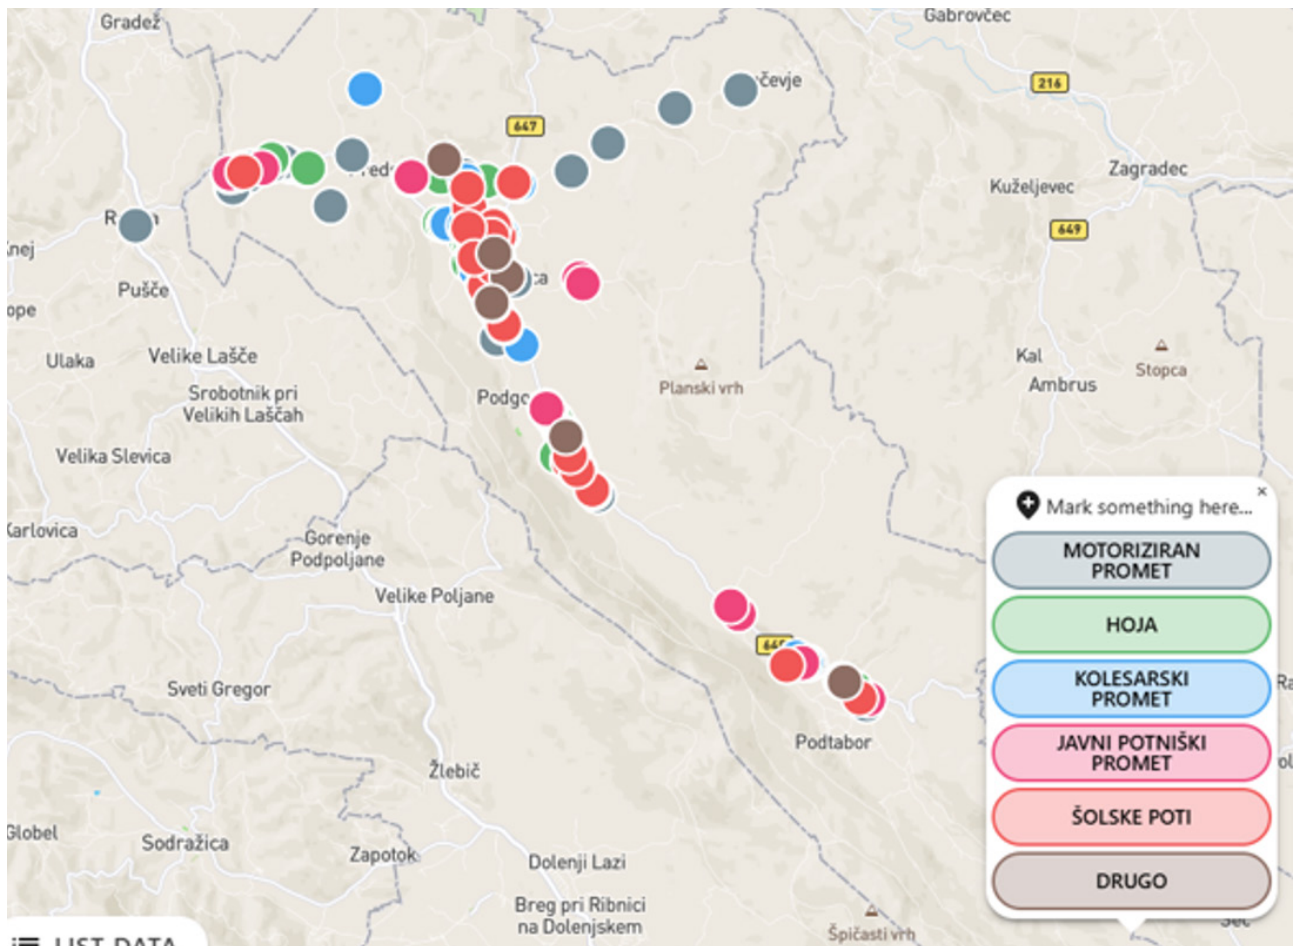 Gradež
Gabrovčec
čevje
216
647
Zagradec
Kuželjevec
649
Pušče
Ulaka
Velike Lašče
Srobotnik pri
Velikih Laščah
Planski vrh
Kal
Ambrus
Stopca
Velika Slevica
Karlovica
Gorenje
Podpoljane
Velike Poljane
Sveti Gregor
Podtabor
Žlebič
Globel
Sodražica
Zapotok
Dolenji Lazi
Breg pri Ribnici
na Dolenjskem
Špičasti vrh
Mark something here...
×
MOTORIZIRAN
PROMET
HOJA
KOLESARSKI
PROMET
JAVNI POTNIŠKI
PROMET
ŠOLSKE POTI
DRUGO
LIST DATA